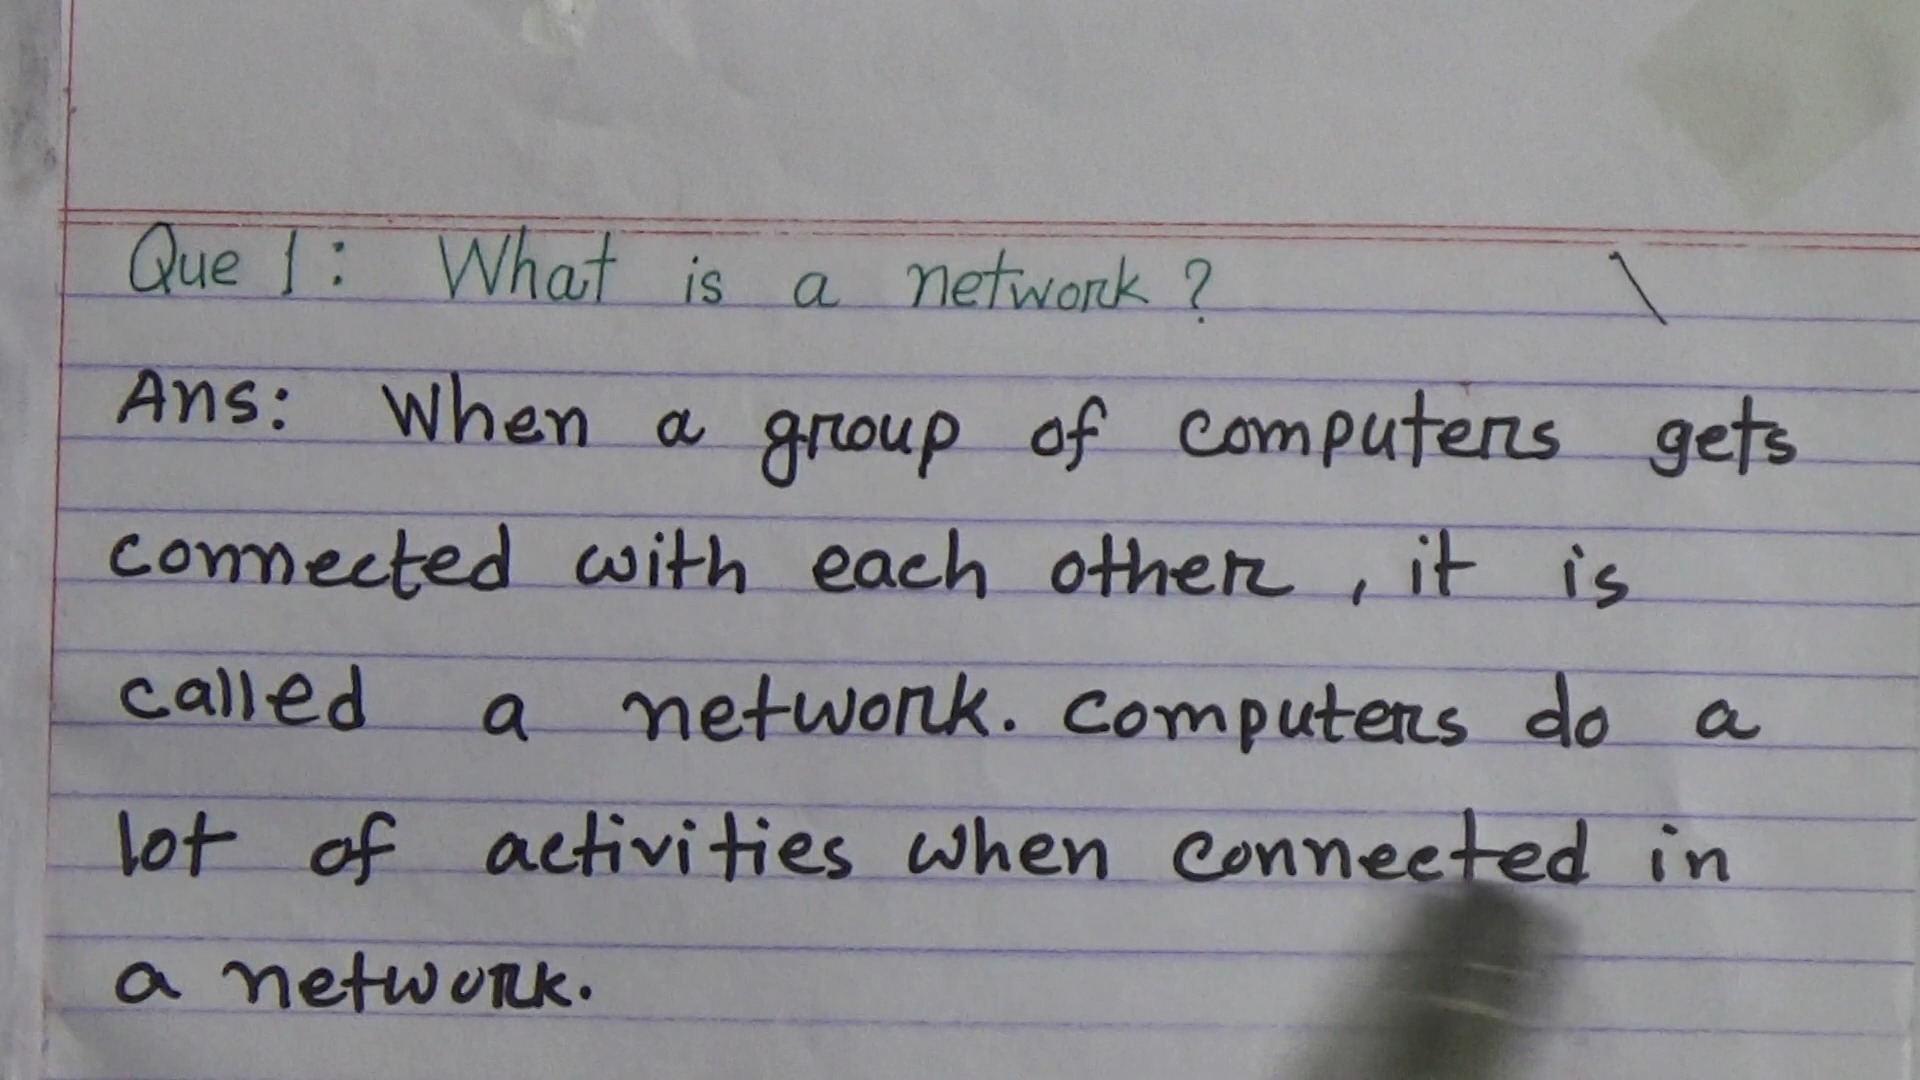 Que 1: What is a network?
Ans: When a group of computers gets
connected with each other, it is
called a network. Computers do a
lot of activities when connected in
a network.